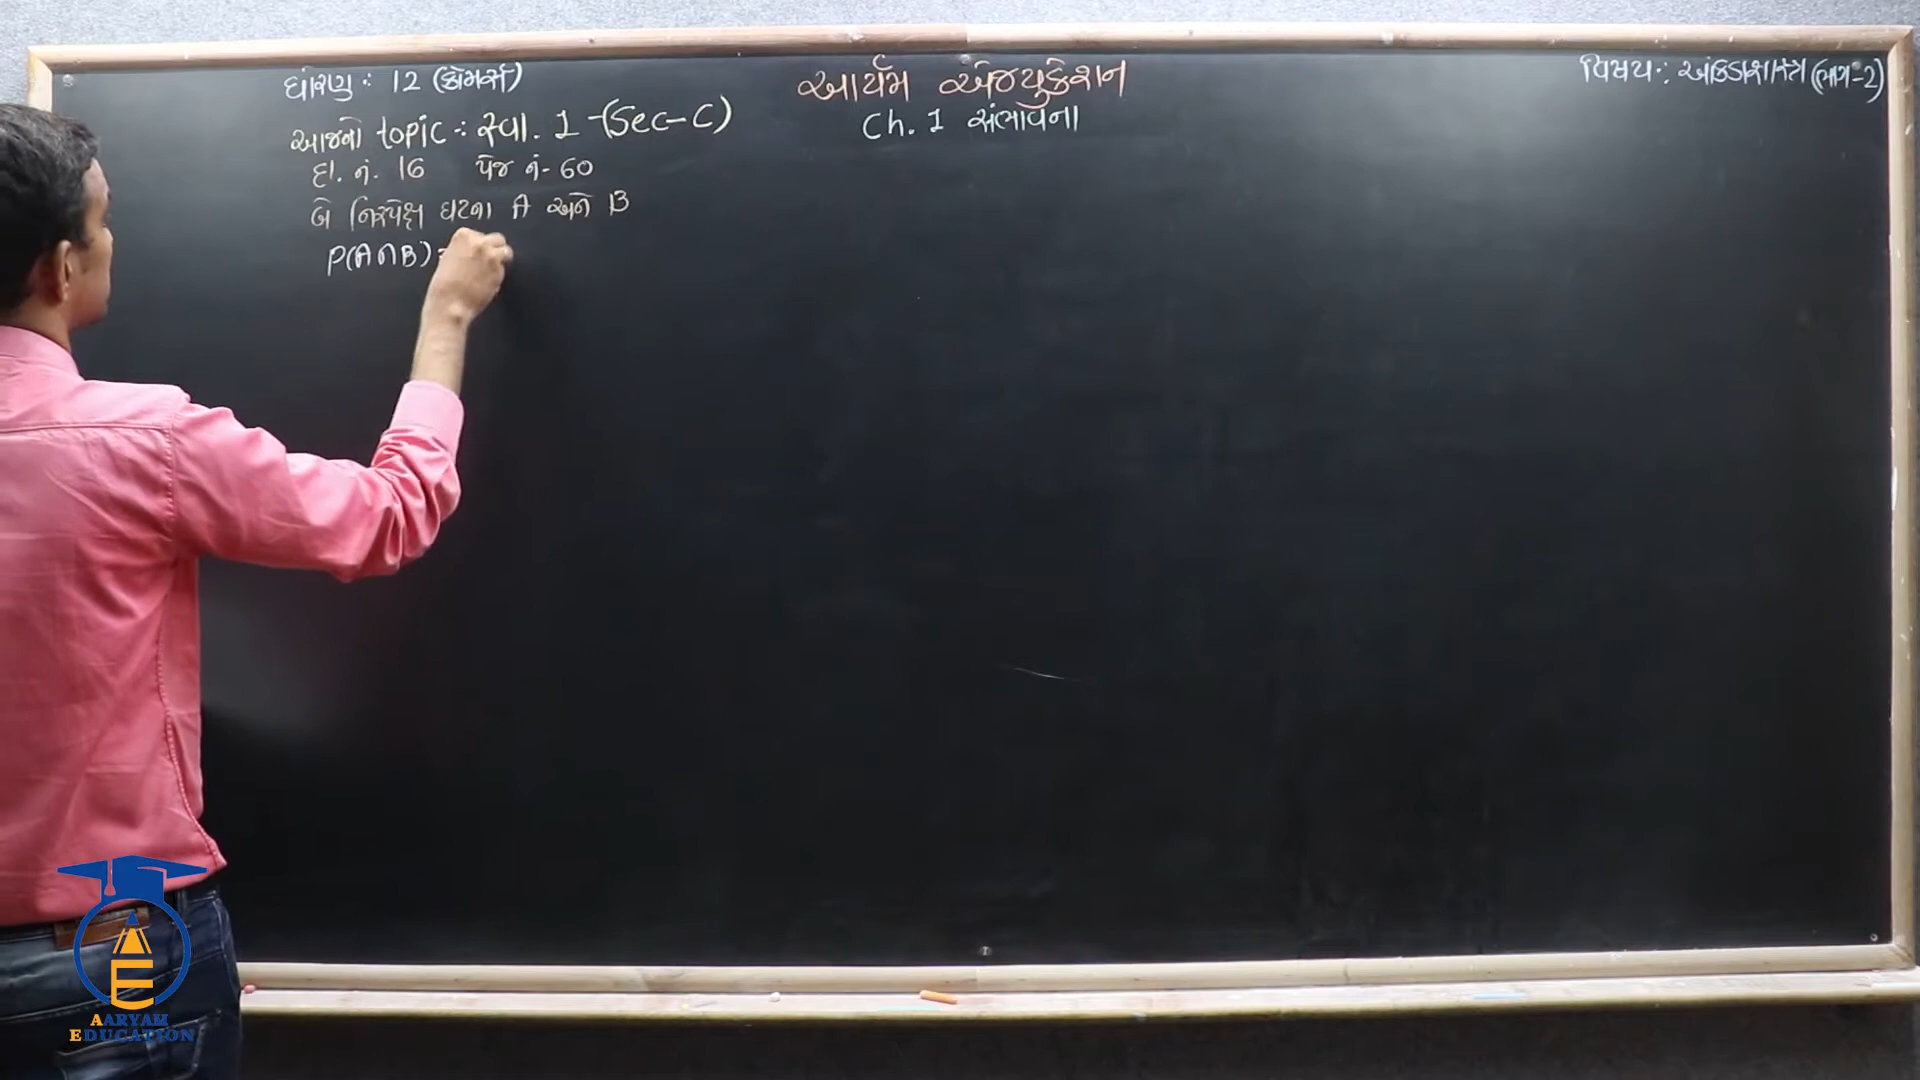 ધોરણ : 12 (કોમર્સ)
આર્યમ એજ્યુકેશન
વિષય : આંકડાશાસ્ત્ર (ભાગ-2)
Ch. 1 સંભાવના
આજનો topic : સ્વા. 1 - (Sec-C)
દા. નં. 16 પેજ નં- 60
બે નિરપેક્ષ ઘટના A અને B
P(A∩B) =
AARYAM
EDUCATION